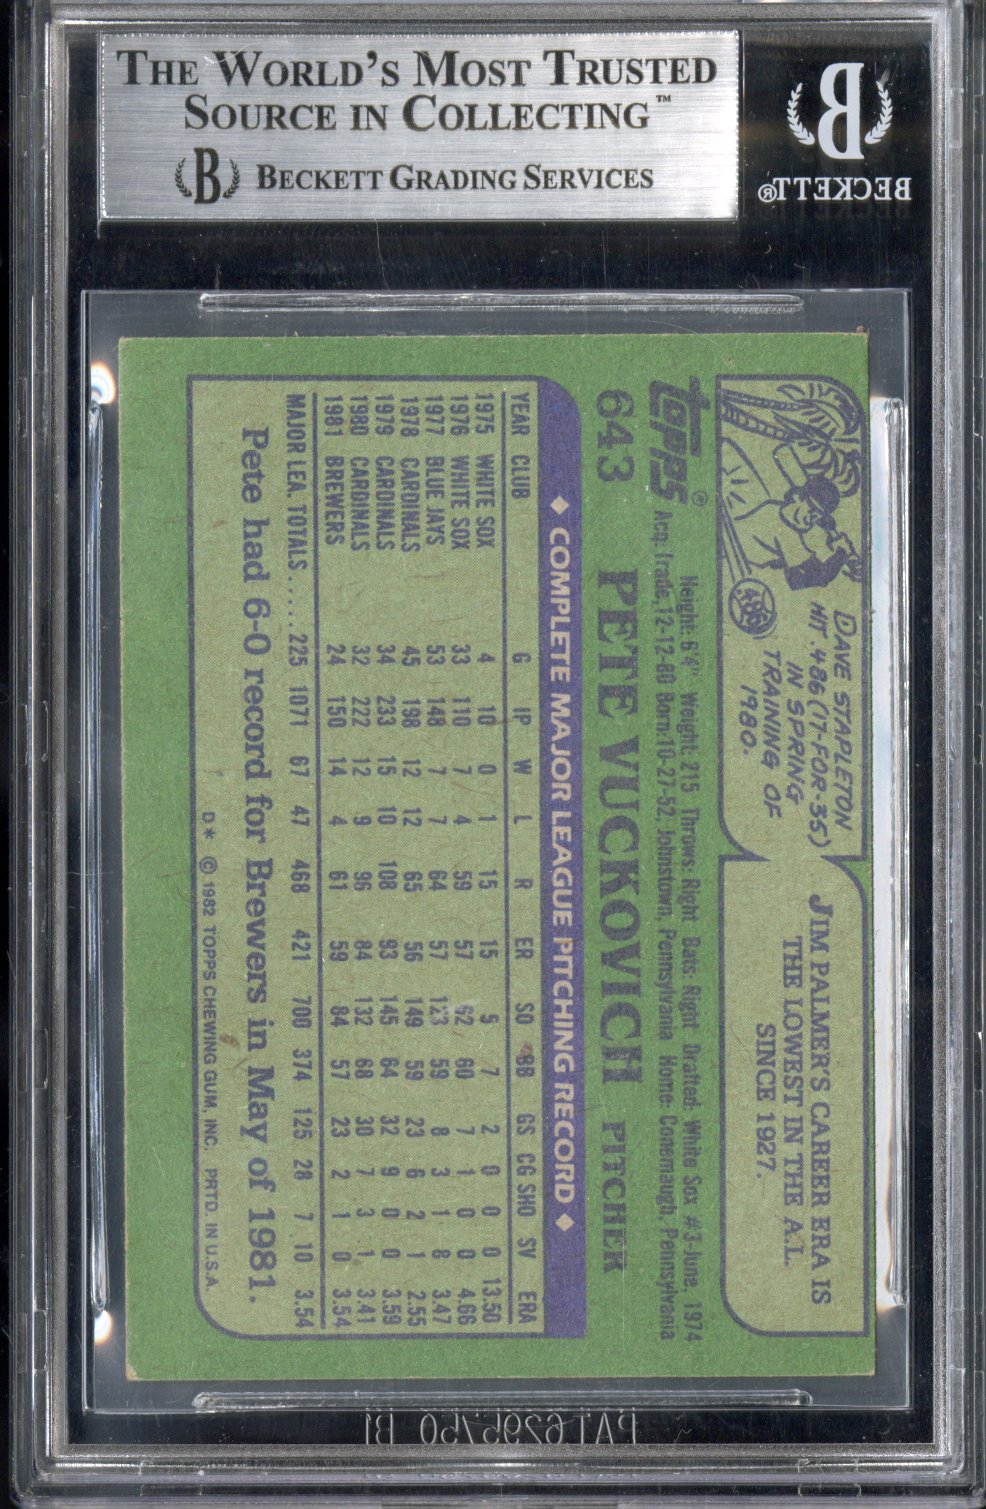 THE WORLD'S MOST TRUSTED
SOURCE IN COLLECTING™
BECKETT GRADING SERVICES
B
BECKETT®
DAVE STAPLETON
HIT .486 (17-FOR-35)
IN SPRING
TRAINING OF
1980.
.486
JIM PALMER'S CAREER ERA IS
THE LOWEST IN THE A.L.
SINCE 1927.
TOPPS®
Height: 6'4" Weight: 215 Throws: Right Bats: Right Drafted: White Sox #3-June, 1974
Acq: Trade, 12-12-80 Born: 10-27-52, Johnstown, Pennsylvania Home: Conemaugh, Pennsylvania
643 PETE VUCKOVICH PITCHER
◆ COMPLETE MAJOR LEAGUE PITCHING RECORD ◆
YEAR CLUB G IP W L R ER SO BB GS CG SHO SV ERA
1975 WHITE SOX 4 10 0 1 15 15 5 7 2 0 0 0 13.50
1976 WHITE SOX 33 110 7 4 59 57 62 60 7 1 0 0 4.66
1977 BLUE JAYS 53 148 7 7 64 57 123 59 8 3 1 8 3.47
1978 CARDINALS 45 198 12 12 65 56 149 59 23 6 2 1 2.55
1979 CARDINALS 34 233 15 10 108 93 145 64 32 9 0 0 3.59
1980 CARDINALS 32 222 12 9 96 84 132 68 30 7 3 1 3.41
1981 BREWERS 24 150 14 4 61 59 84 57 23 2 1 0 3.54
MAJOR LEA. TOTALS.....225 1071 67 47 468 421 700 374 125 28 7 10 3.54
Pete had 6-0 record for Brewers in May of 1981.
D* © 1982 TOPPS CHEWING GUM, INC. PRTD. IN U.S.A.